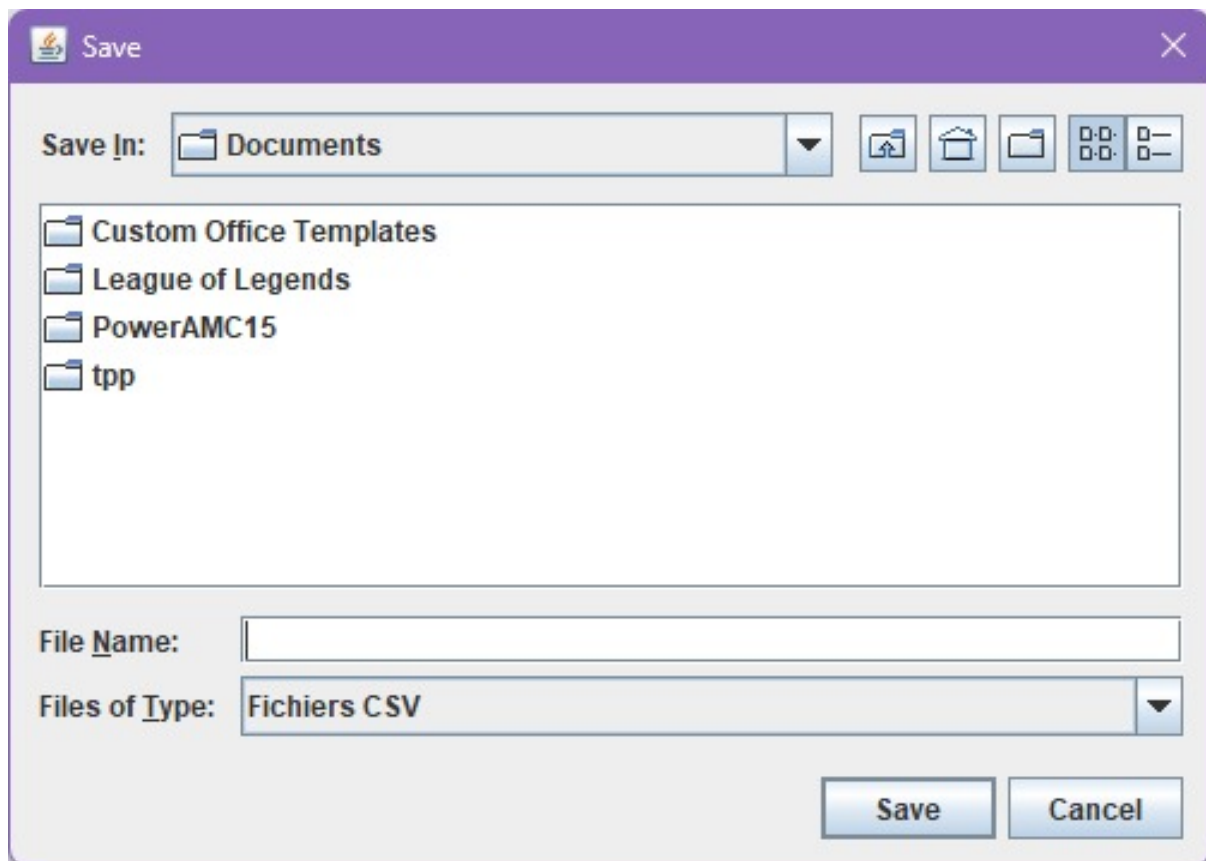 Save
Save In: Documents
Custom Office Templates
League of Legends
PowerAMC15
tpp
File Name:
Files of Type: Fichiers CSV
Save Cancel